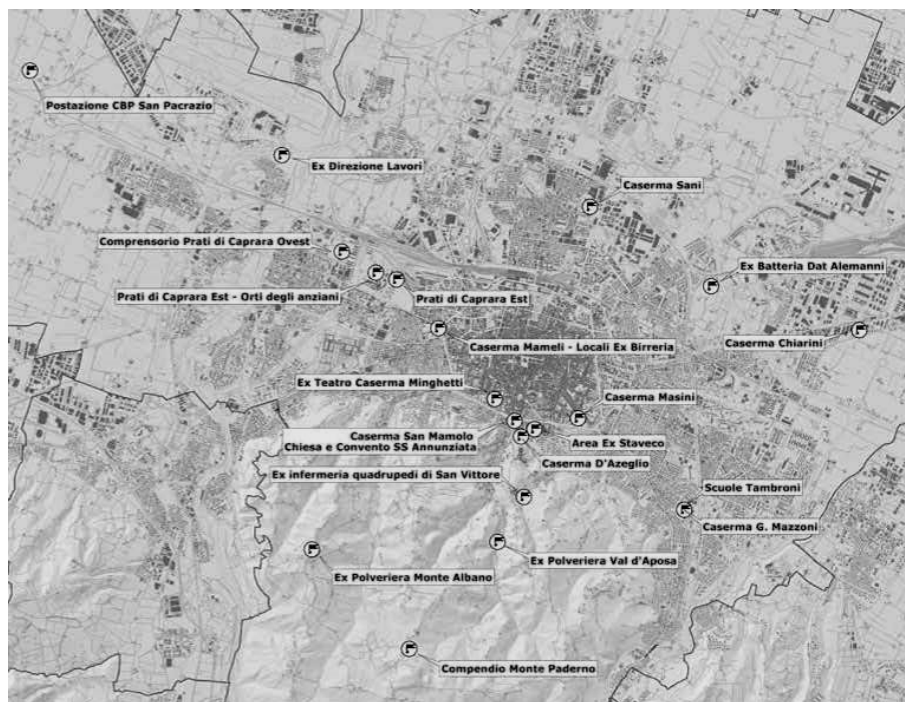 Postazione CBP San Pacrazio
Ex Direzione Lavori
Caserma Sani
Comprensorio Prati di Caprara Ovest
Ex Batteria Dat Alemanni
Prati di Caprara Est - Orti degli anziani
Prati di Caprara Est
Caserma Chiarini
Caserma Mameli - Locali Ex Birreria
Ex Teatro Caserma Minghetti
Caserma Masini
Caserma San Mamolo
Chiesa e Convento SS Annunziata
Area Ex Staveco
Caserma D'Azeglio
Ex infermeria quadrupedi di San Vittore
Scuole Tambroni
Caserma G. Mazzoni
Ex Polveriera Val d'Aposa
Ex Polveriera Monte Albano
Compendio Monte Paderno